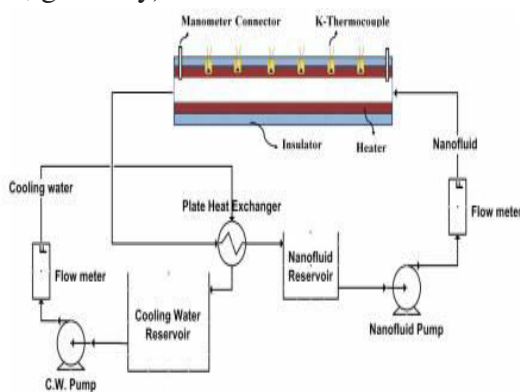 Manometer Connector
K-Thermocouple
Insulator
Heater
Nanofluid
Cooling water
Plate Heat Exchanger
Flow meter
Flow meter
Nanofluid
Reservoir
Cooling Water
Reservoir
Nanofluid Pump
C.W. Pump